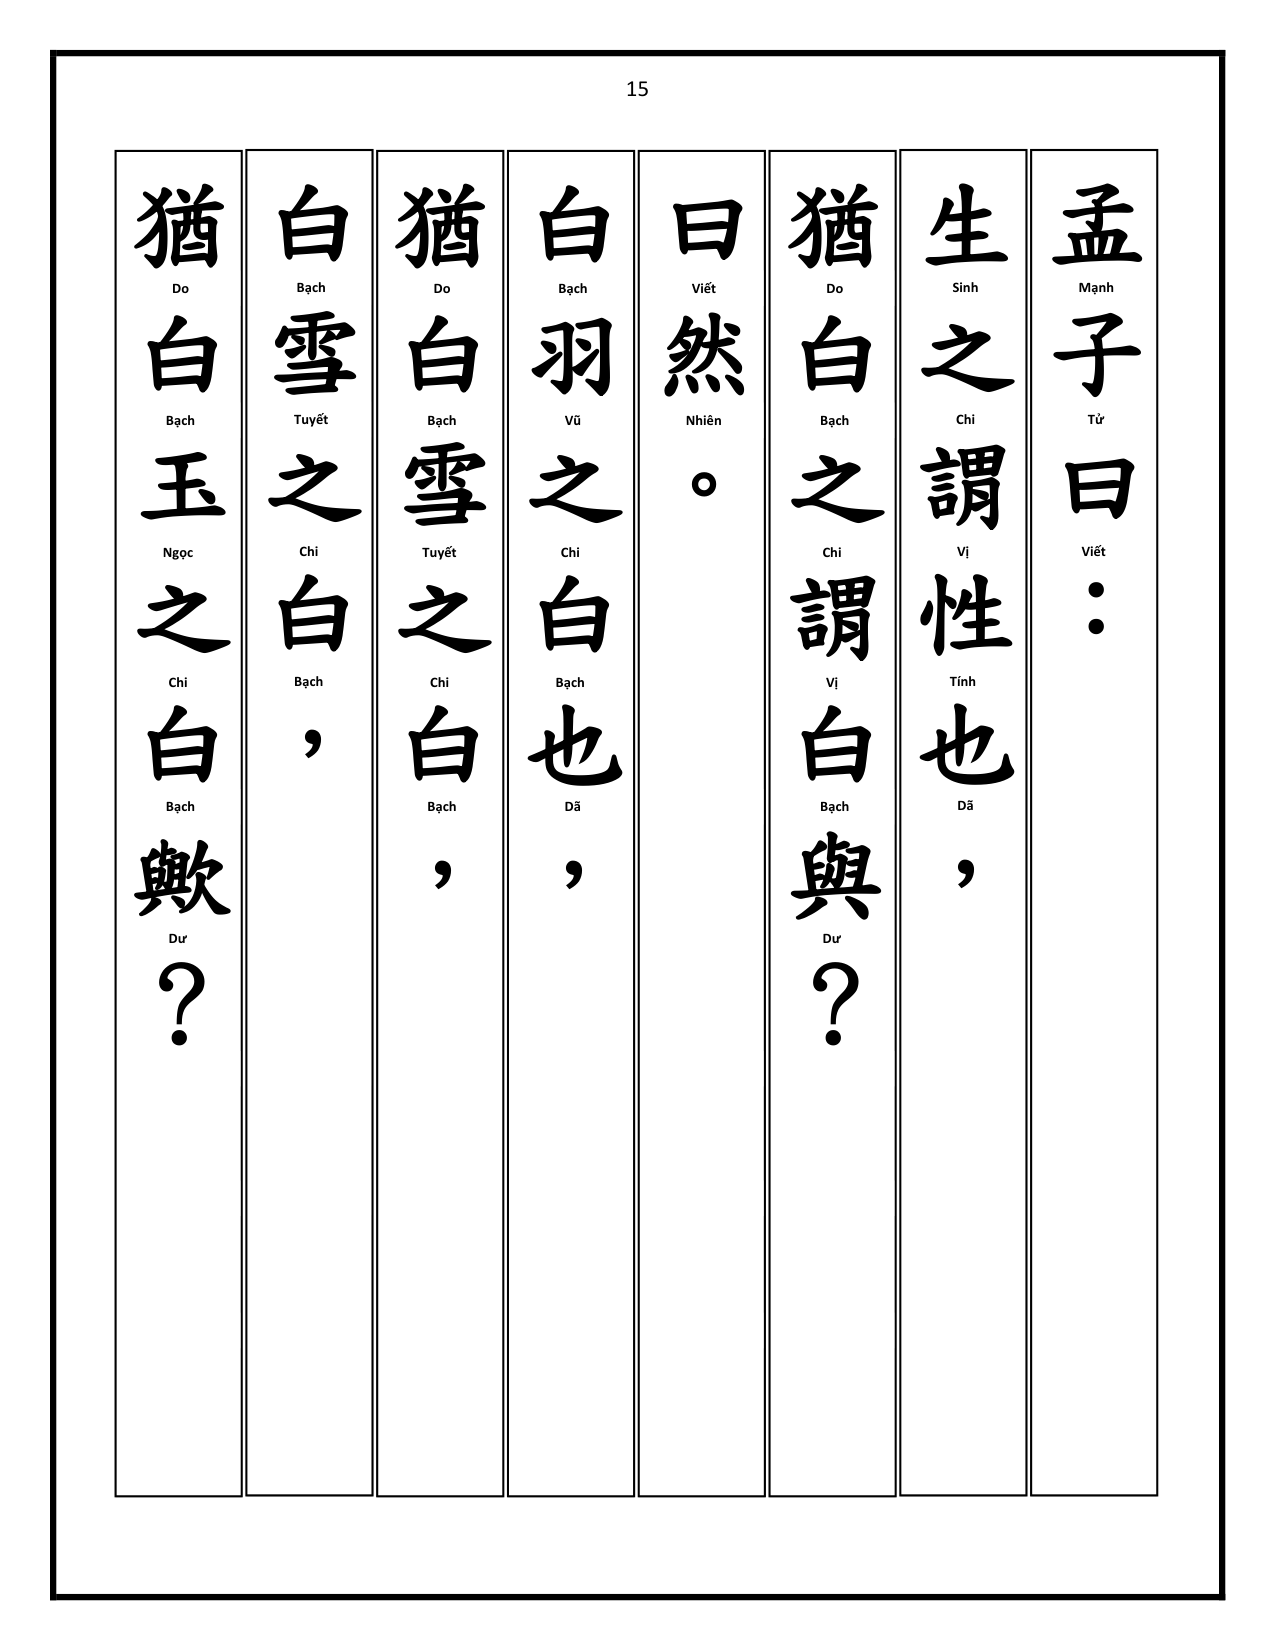 15
孟子曰：
Mạnh Tử Viết
生之謂性也，
Sinh Chi Vị Tính Dã
猶白之謂白與？
Do Bạch Chi Vị Bạch Dư
曰然。
Viết Nhiên
白羽之白也，
Bạch Vũ Chi Bạch Dã
猶白雪之白，
Do Bạch Tuyết Chi Bạch
白雪之白，
Bạch Tuyết Chi Bạch
猶白玉之白歟？
Do Bạch Ngọc Chi Bạch Dư